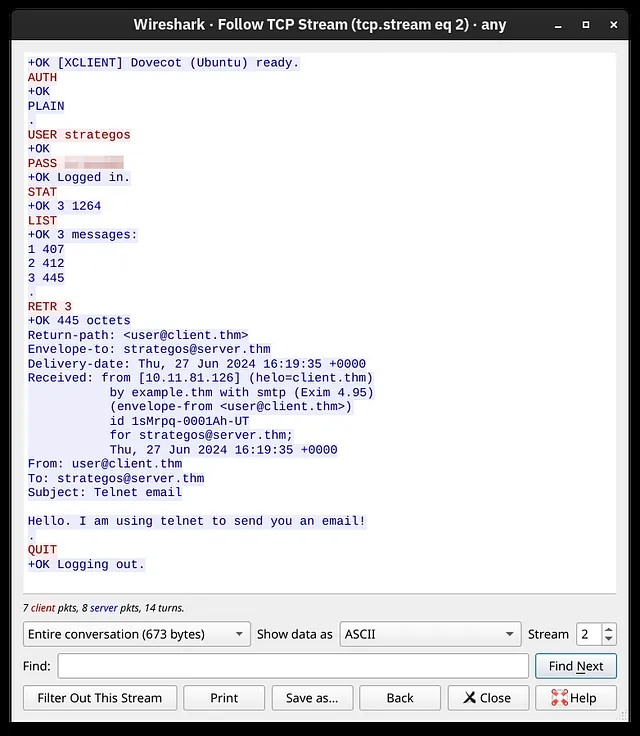 Wireshark · Follow TCP Stream (tcp.stream eq 2) · any
+OK [XCLIENT] Dovecot (Ubuntu) ready.
AUTH
+OK
PLAIN
.
USER strategos
+OK
PASS
+OK Logged in.
STAT
+OK 3 1264
LIST
+OK 3 messages:
1 407
2 412
3 445
.
RETR 3
+OK 445 octets
Return-path: <user@client.thm>
Envelope-to: strategos@server.thm
Delivery-date: Thu, 27 Jun 2024 16:19:35 +0000
Received: from [10.11.81.126] (helo=client.thm)
by example.thm with smtp (Exim 4.95)
(envelope-from <user@client.thm>)
id 1sMrpq-0001Ah-UT
for strategos@server.thm;
Thu, 27 Jun 2024 16:19:35 +0000
From: user@client.thm
To: strategos@server.thm
Subject: Telnet email
Hello. I am using telnet to send you an email!
.
QUIT
+OK Logging out.
7 client pkts, 8 server pkts, 14 turns.
Entire conversation (673 bytes) Show data as ASCII Stream 2
Find: Find Next
Filter Out This Stream Print Save as... Back Close Help